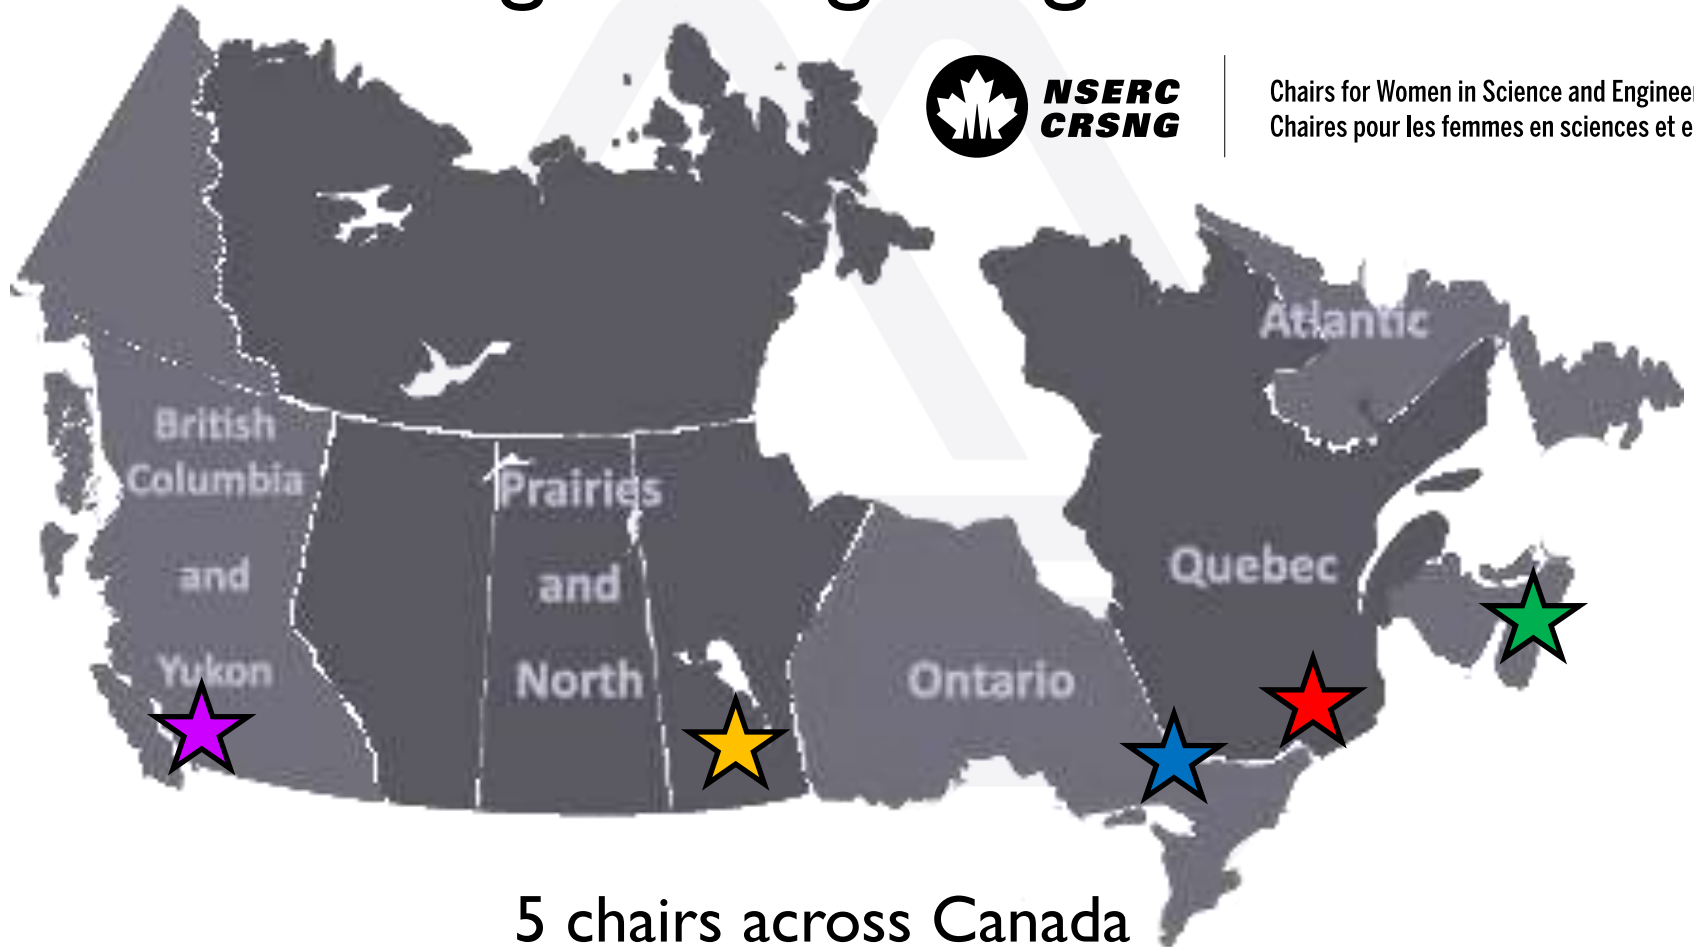 NSERC
CRSNG
Chairs for Women in Science and Engineer
Chaires pour les femmes en sciences et e
Atlantic
British
Columbia
and
Yukon
Prairies
and
North
Quebec
Ontario
5 chairs across Canada